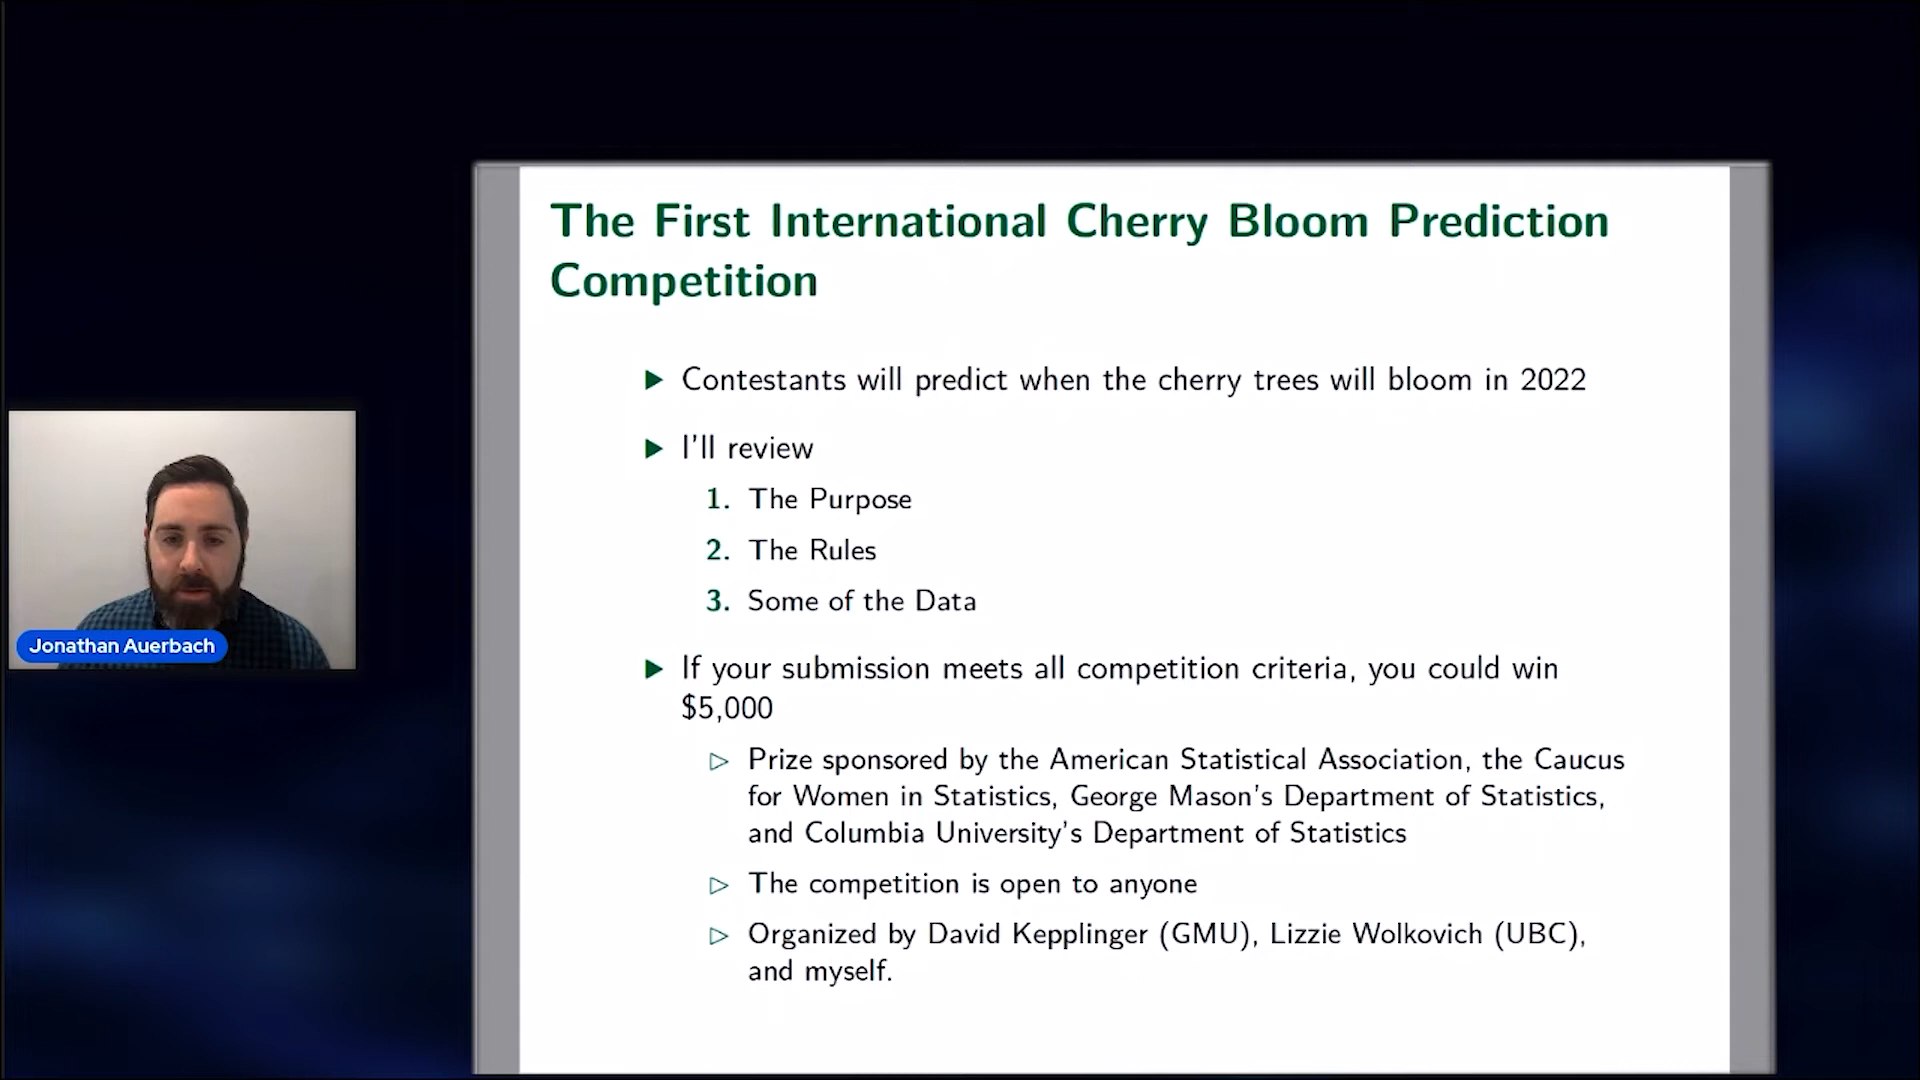 The First International Cherry Bloom Prediction
Competition
▶ Contestants will predict when the cherry trees will bloom in 2022
▶ I'll review
1. The Purpose
2. The Rules
3. Some of the Data
▶ If your submission meets all competition criteria, you could win
$5,000
▷ Prize sponsored by the American Statistical Association, the Caucus
for Women in Statistics, George Mason's Department of Statistics,
and Columbia University's Department of Statistics
▷ The competition is open to anyone
▷ Organized by David Kepplinger (GMU), Lizzie Wolkovich (UBC),
and myself.
Jonathan Auerbach